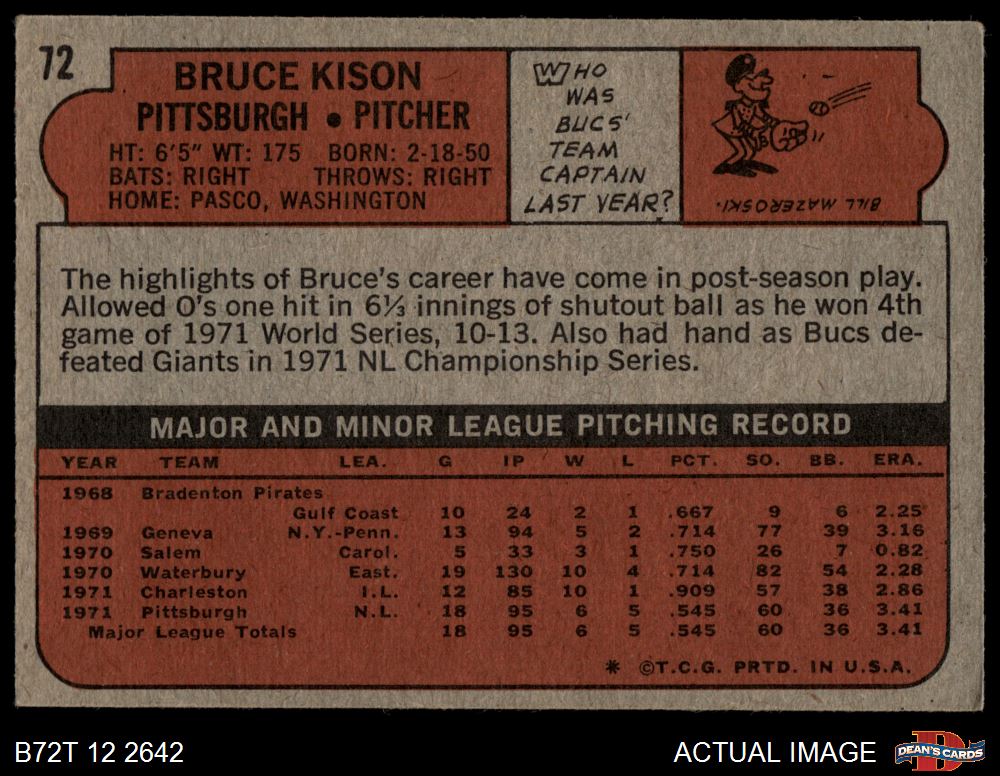 72
BRUCE KISON
PITTSBURGH • PITCHER
HT: 6'5" WT: 175 BORN: 2-18-50
BATS: RIGHT THROWS: RIGHT
HOME: PASCO, WASHINGTON
WHO
WAS
BUCS'
TEAM
CAPTAIN
LAST YEAR?
BILL MAZEROSKI.
The highlights of Bruce's career have come in post-season play.
Allowed O's one hit in 6⅓ innings of shutout ball as he won 4th
game of 1971 World Series, 10-13. Also had hand as Bucs de-
feated Giants in 1971 NL Championship Series.
MAJOR AND MINOR LEAGUE PITCHING RECORD
YEAR TEAM LEA. G IP W L PCT. SO. BB. ERA.
1968 Bradenton Pirates
Gulf Coast 10 24 2 1 .667 9 6 2.25
1969 Geneva N.Y.-Penn. 13 94 5 2 .714 77 39 3.16
1970 Salem Carol. 5 33 3 1 .750 26 7 0.82
1970 Waterbury East. 19 130 10 4 .714 82 54 2.28
1971 Charleston I.L. 12 85 10 1 .909 57 38 2.86
1971 Pittsburgh N.L. 18 95 6 5 .545 60 36 3.41
Major League Totals 18 95 6 5 .545 60 36 3.41
* ©T.C.G. PRTD. IN U.S.A.
B72T 12 2642
ACTUAL IMAGE
DEAN'S CARDS